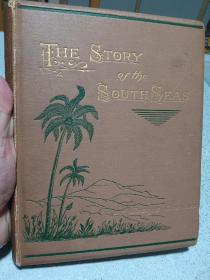 THE STORY
of the
SOUTH SEAS